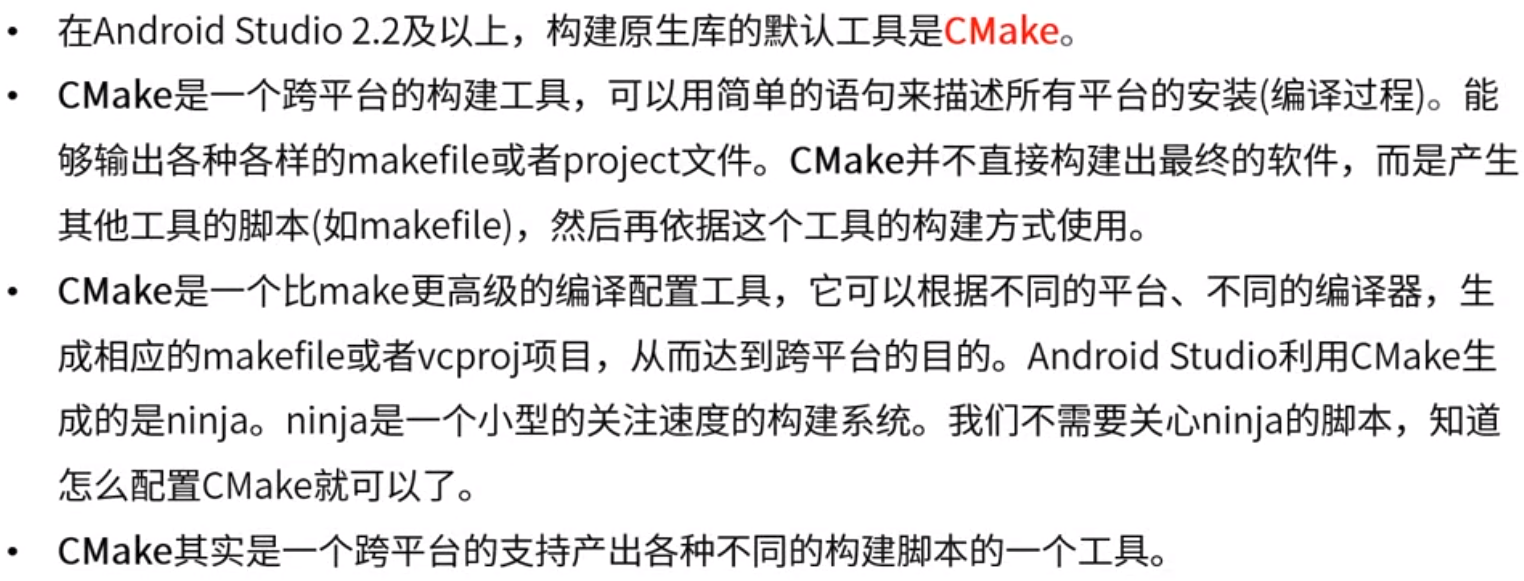 • 在Android Studio 2.2及以上，构建原生库的默认工具是CMake。
• CMake是一个跨平台的构建工具，可以用简单的语句来描述所有平台的安装(编译过程)。能
够输出各种各样的makefile或者project文件。CMake并不直接构建出最终的软件，而是产生
其他工具的脚本(如makefile)，然后再依据这个工具的构建方式使用。
• CMake是一个比make更高级的编译配置工具，它可以根据不同的平台、不同的编译器，生
成相应的makefile或者vcproj项目，从而达到跨平台的目的。Android Studio利用CMake生
成的是ninja。ninja是一个小型的关注速度的构建系统。我们不需要关心ninja的脚本，知道
怎么配置CMake就可以了。
• CMake其实是一个跨平台的支持产出各种不同的构建脚本的一个工具。